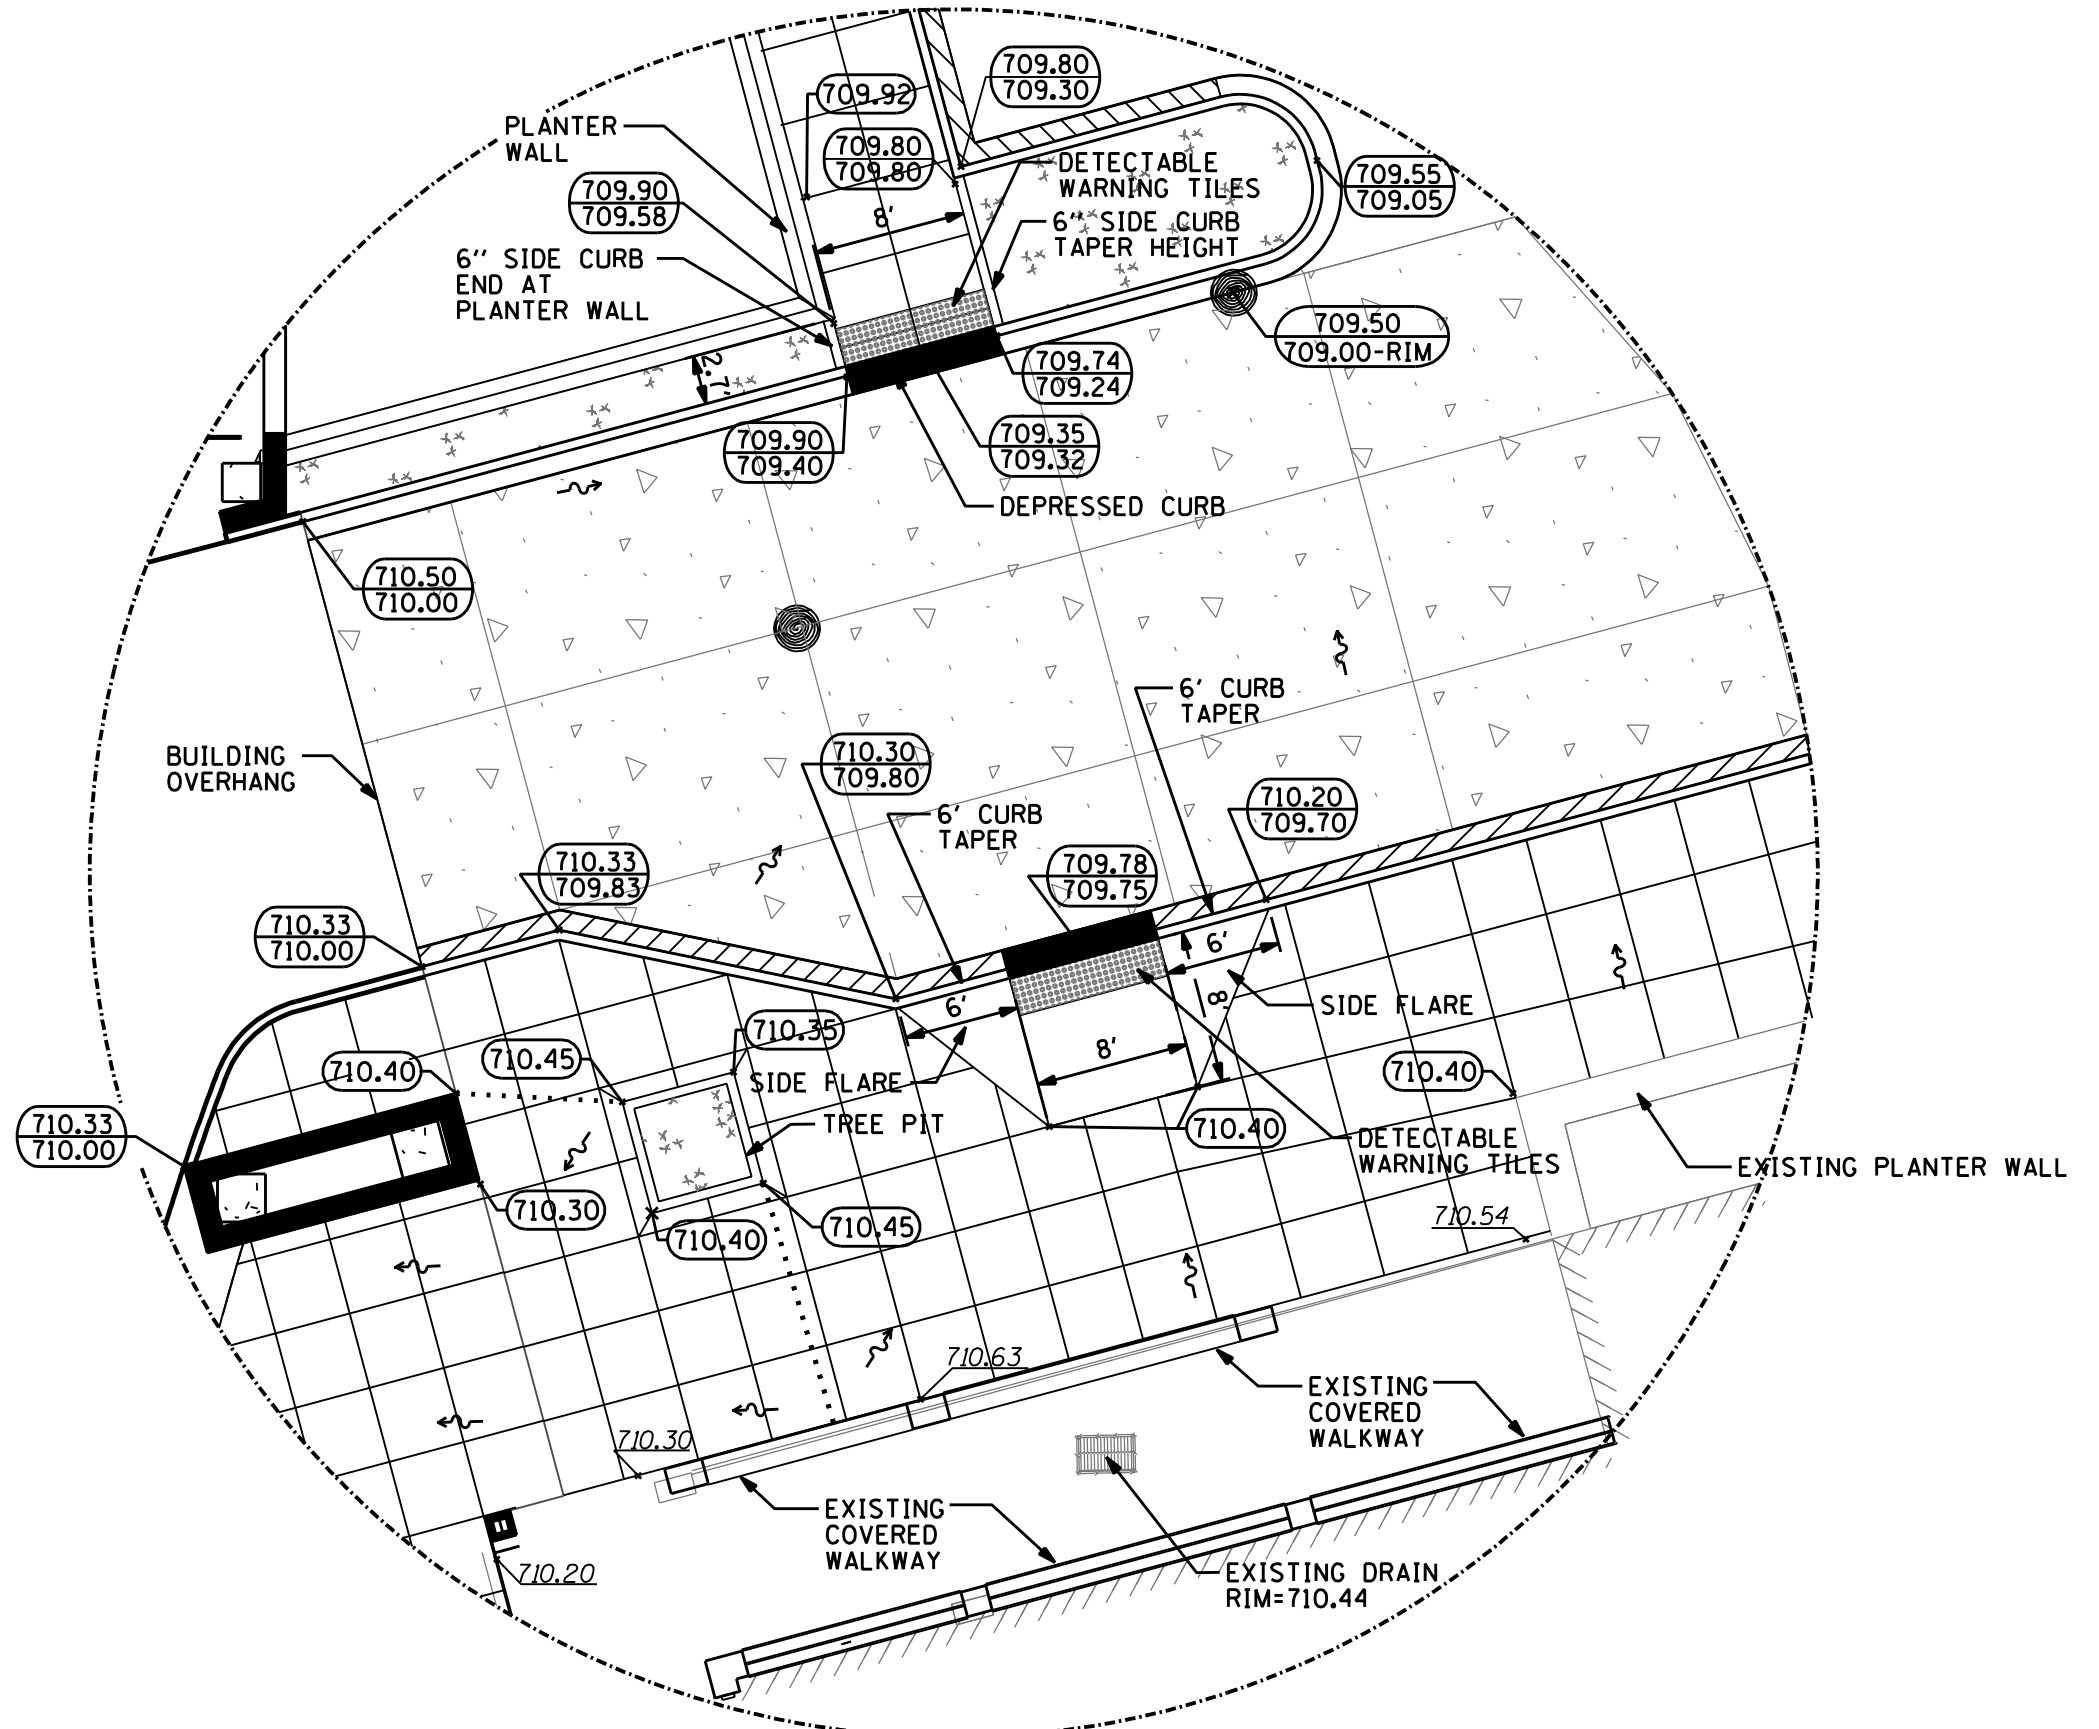 709.80
709.30
709.92
PLANTER
WALL
709.80
709.80
DETECTABLE
WARNING TILES
709.55
709.05
709.90
709.58
8'
6'' SIDE CURB
TAPER HEIGHT
6'' SIDE CURB
END AT
PLANTER WALL
709.50
709.00-RIM
2.7'
709.74
709.24
709.90
709.40
709.35
709.32
DEPRESSED CURB
710.50
710.00
6' CURB
TAPER
BUILDING
OVERHANG
710.30
709.80
710.20
709.70
6' CURB
TAPER
710.33
709.83
709.78
709.75
710.33
710.00
6'
6'
8'
SIDE FLARE
710.35
710.45
710.40
8'
SIDE FLARE
710.40
710.33
710.00
TREE PIT
710.40
DETECTABLE
WARNING TILES
EXISTING PLANTER WALL
710.30
710.40
710.45
710.54
710.63
EXISTING
COVERED
WALKWAY
710.30
EXISTING
COVERED
WALKWAY
710.20
EXISTING DRAIN
RIM=710.44